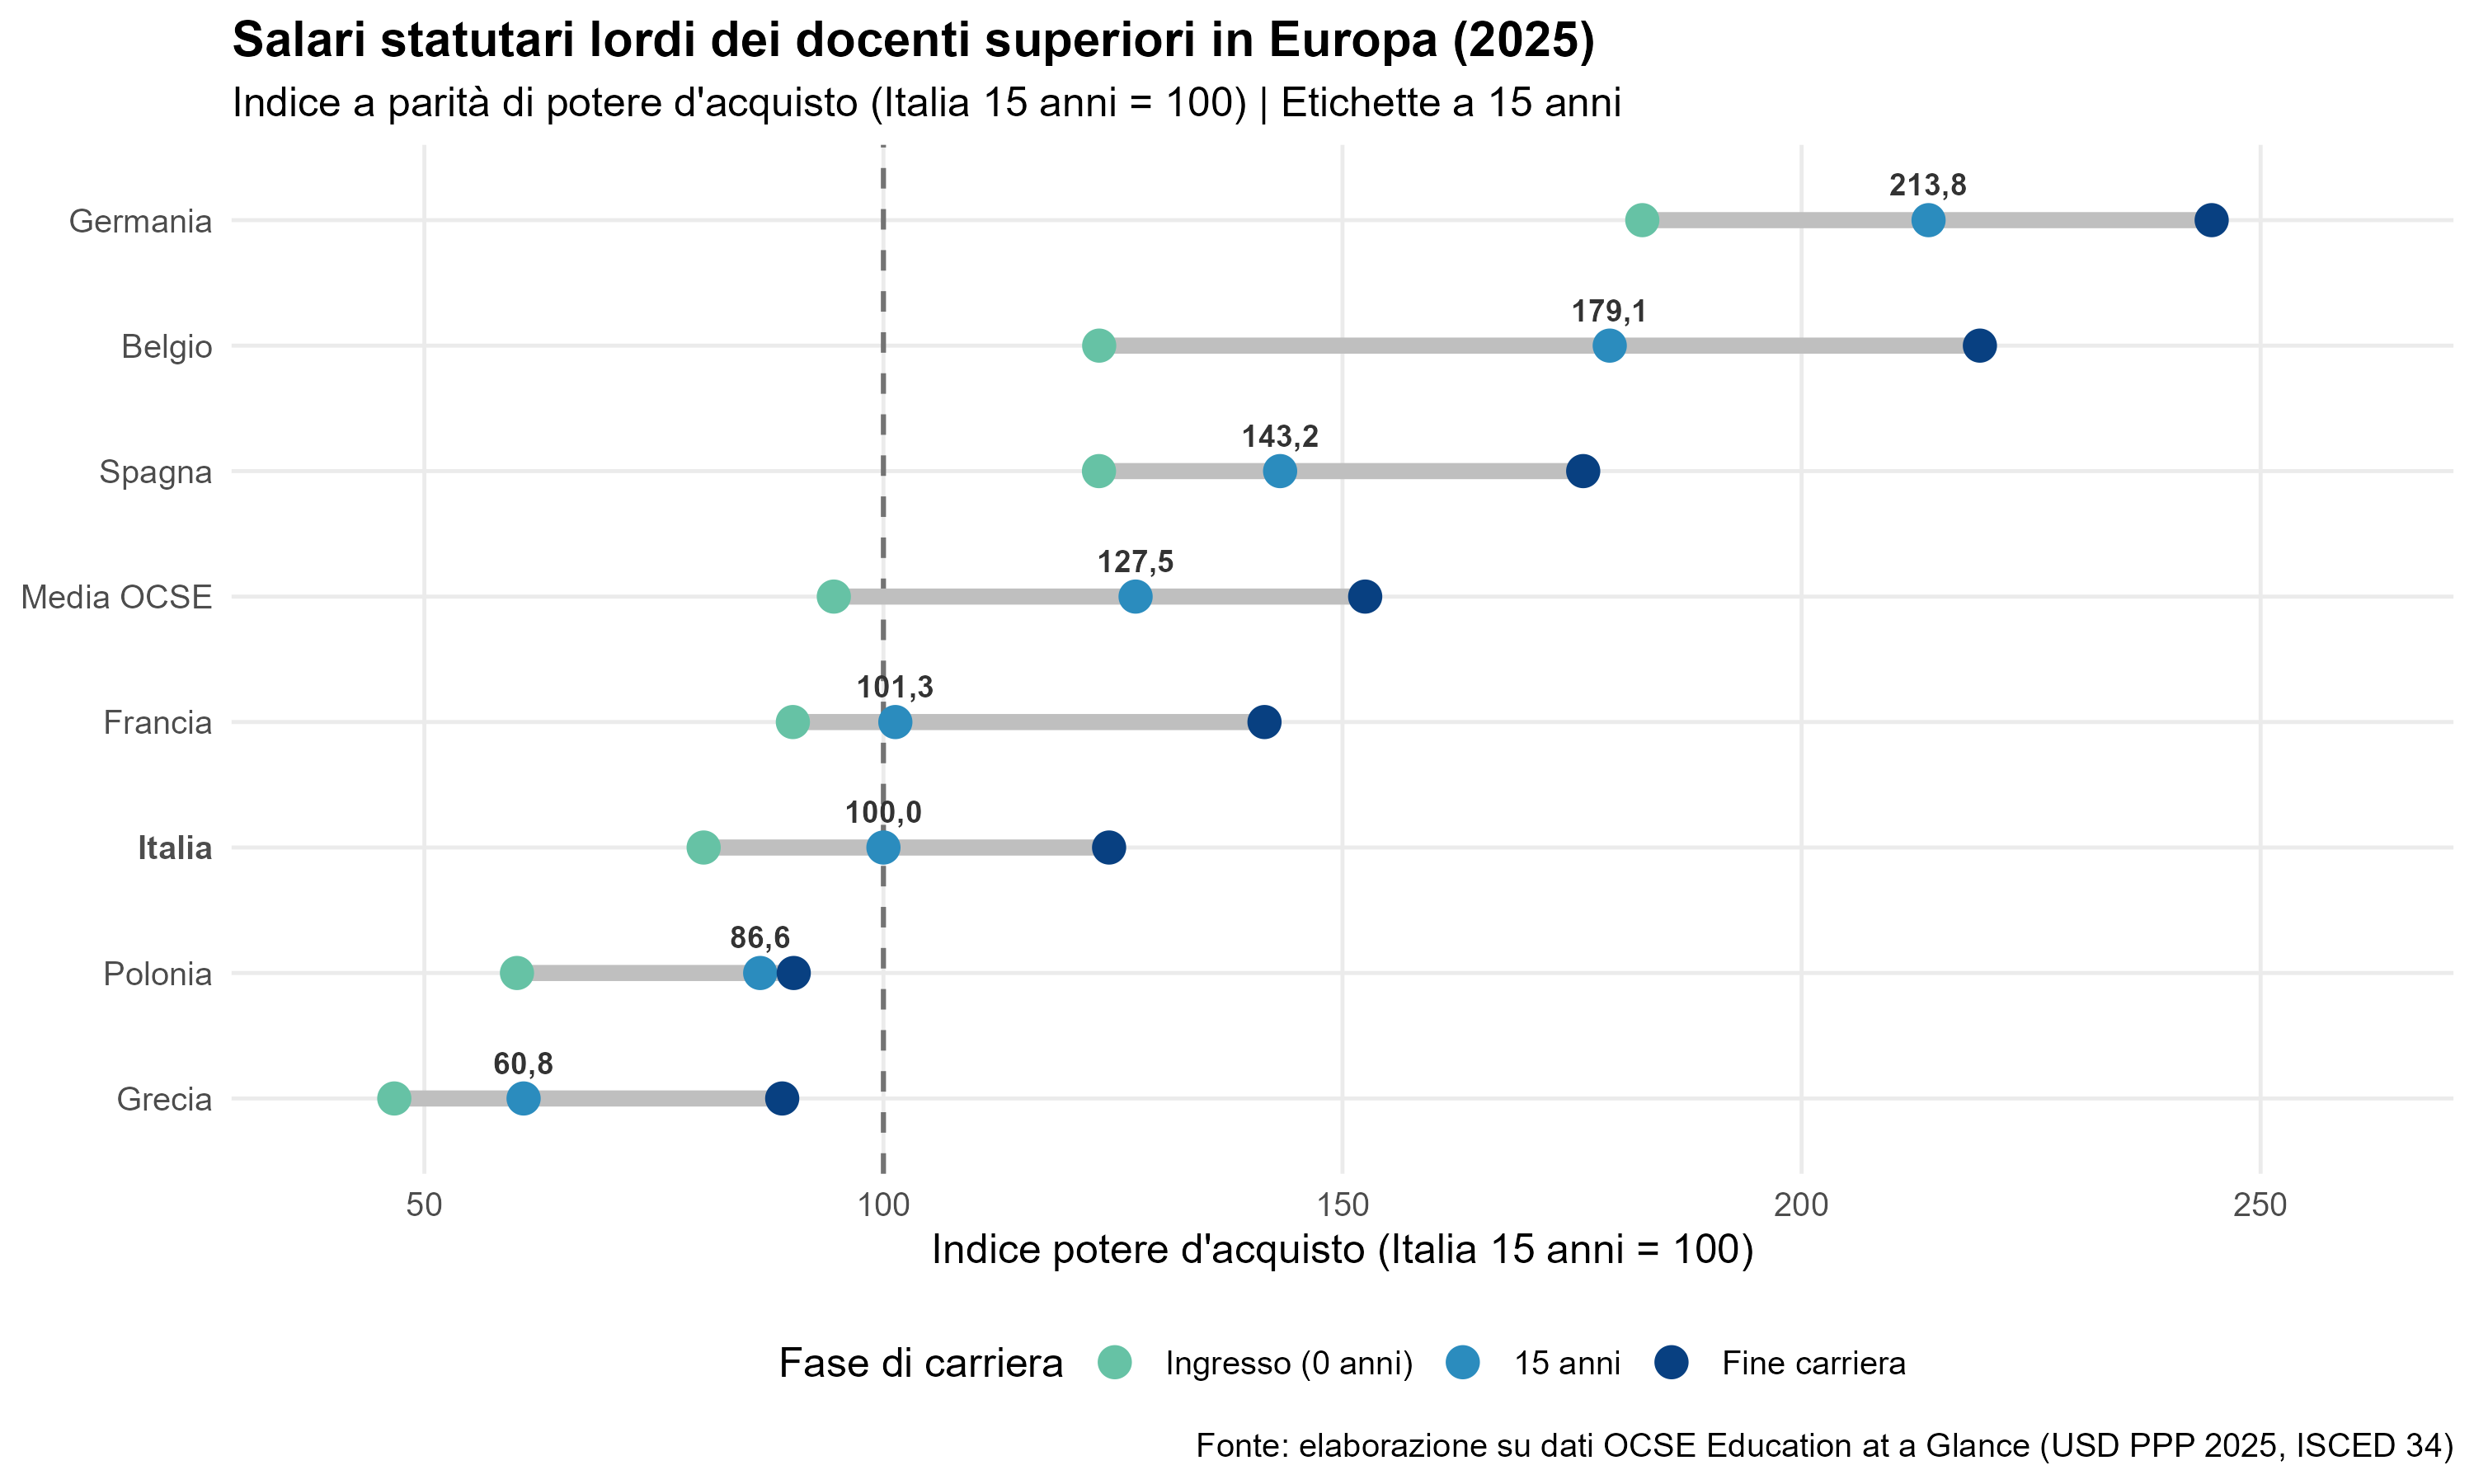 Salari statutari lordi dei docenti superiori in Europa (2025)
Indice a parità di potere d'acquisto (Italia 15 anni = 100) | Etichette a 15 anni
Germania
213,8
Belgio
179,1
Spagna
143,2
Media OCSE
127,5
Francia
101,3
Italia
100,0
Polonia
86,6
Grecia
60,8
50 100 150 200 250
Indice potere d'acquisto (Italia 15 anni = 100)
Fase di carriera Ingresso (0 anni) 15 anni Fine carriera
Fonte: elaborazione su dati OCSE Education at a Glance (USD PPP 2025, ISCED 34)